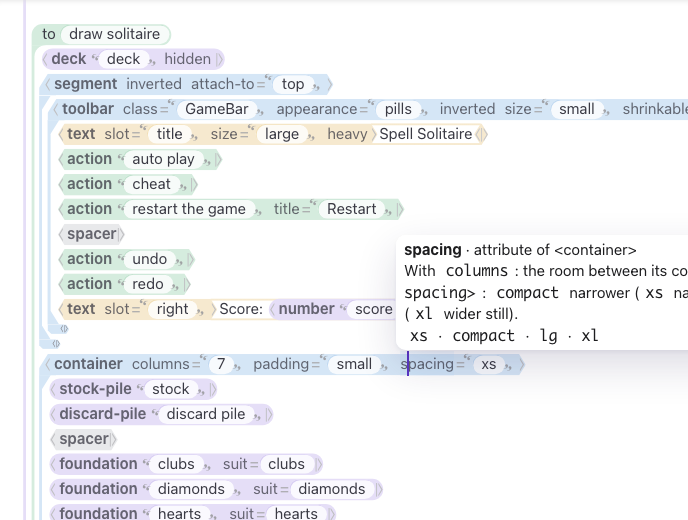 to draw solitaire
deck “ deck „ hidden
segment inverted attach-to=“ top „
toolbar class=“ GameBar „ appearance=“ pills „ inverted size=“ small „ shrinkable
text slot=“ title „ size=“ large „ heavy Spell Solitaire
action “ auto play „
action “ cheat „
action “ restart the game „ title=“ Restart „
spacer
action “ undo „
action “ redo „
text slot=“ right „ Score: number “ score
spacing · attribute of <container>
With columns : the room between its
spacing> : compact narrower ( xs
( xl wider still).
xs · compact · lg · xl
container columns=“ 7 „ padding=“ small „ spacing=“ xs „
stock-pile “ stock „
discard-pile “ discard pile „
spacer
foundation “ clubs „ suit= clubs
foundation “ diamonds „ suit= diamonds
foundation “ hearts „ suit= hearts